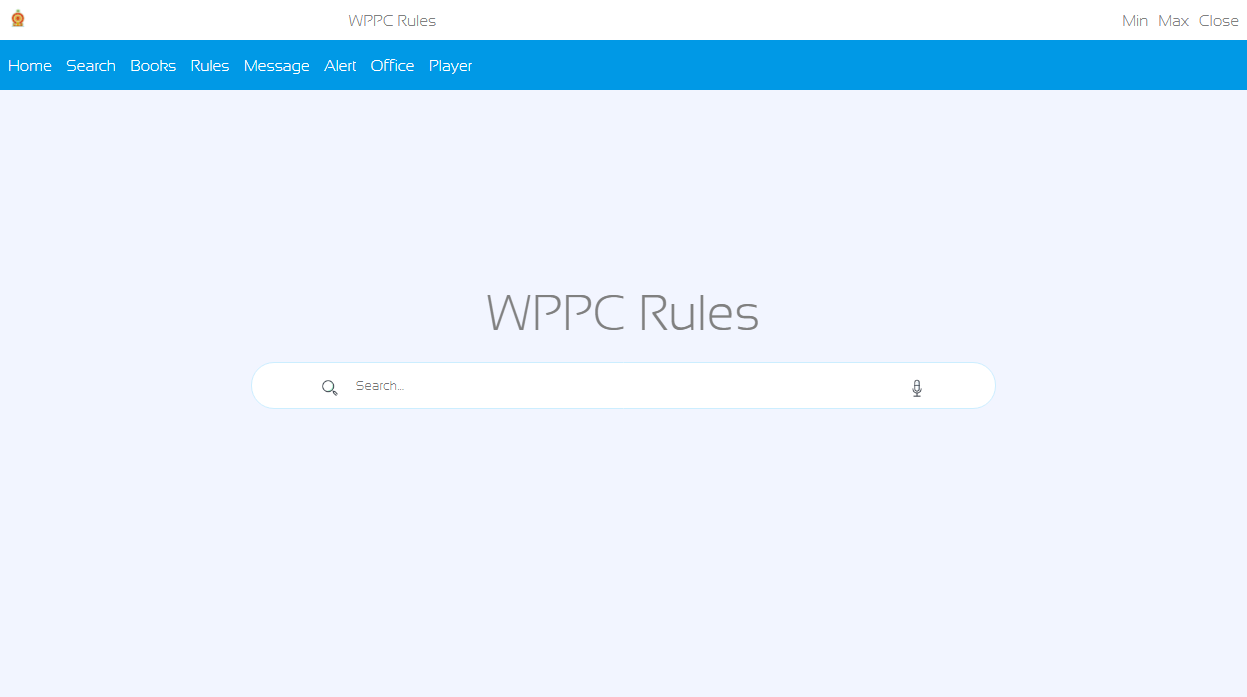 WPPC Rules
Min Max Close
Home Search Books Rules Message Alert Office Player
WPPC Rules
Search...